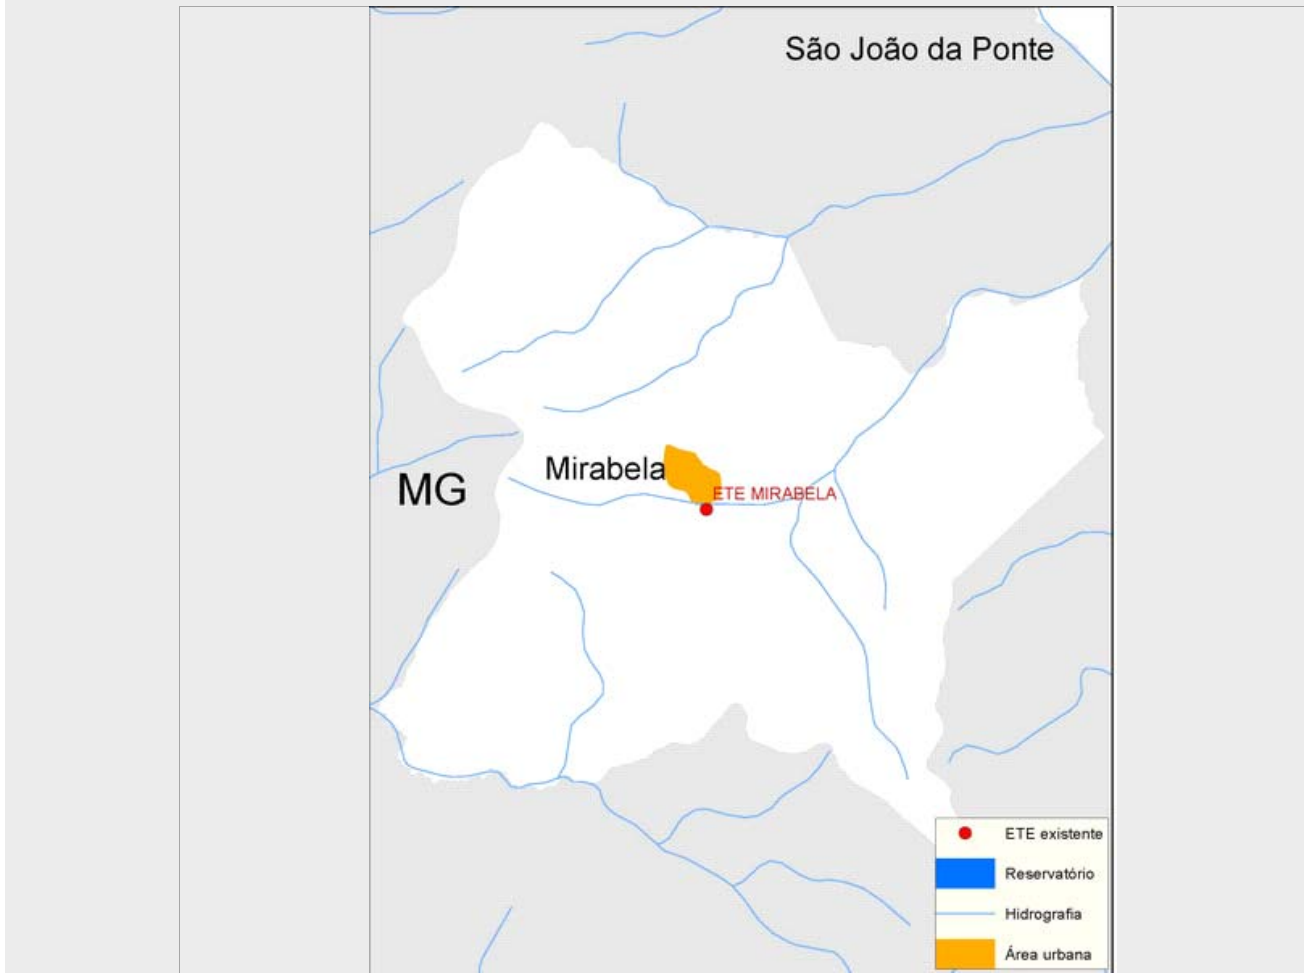 São João da Ponte
Mirabela
MG
ETE MIRABELA
ETE existente
Reservatório
Hidrografia
Área urbana